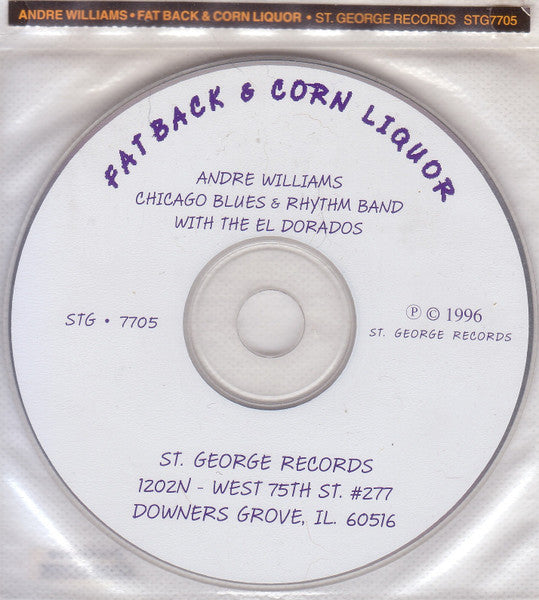 ANDRE WILLIAMS • FAT BACK & CORN LIQUOR • ST. GEORGE RECORDS STG7705
FAT BACK & CORN LIQUOR
ANDRE WILLIAMS
CHICAGO BLUES & RHYTHM BAND
WITH THE EL DORADOS
STG • 7705
℗ © 1996
ST. GEORGE RECORDS
ST. GEORGE RECORDS
1202N - WEST 75TH ST. #277
DOWNERS GROVE, IL. 60516